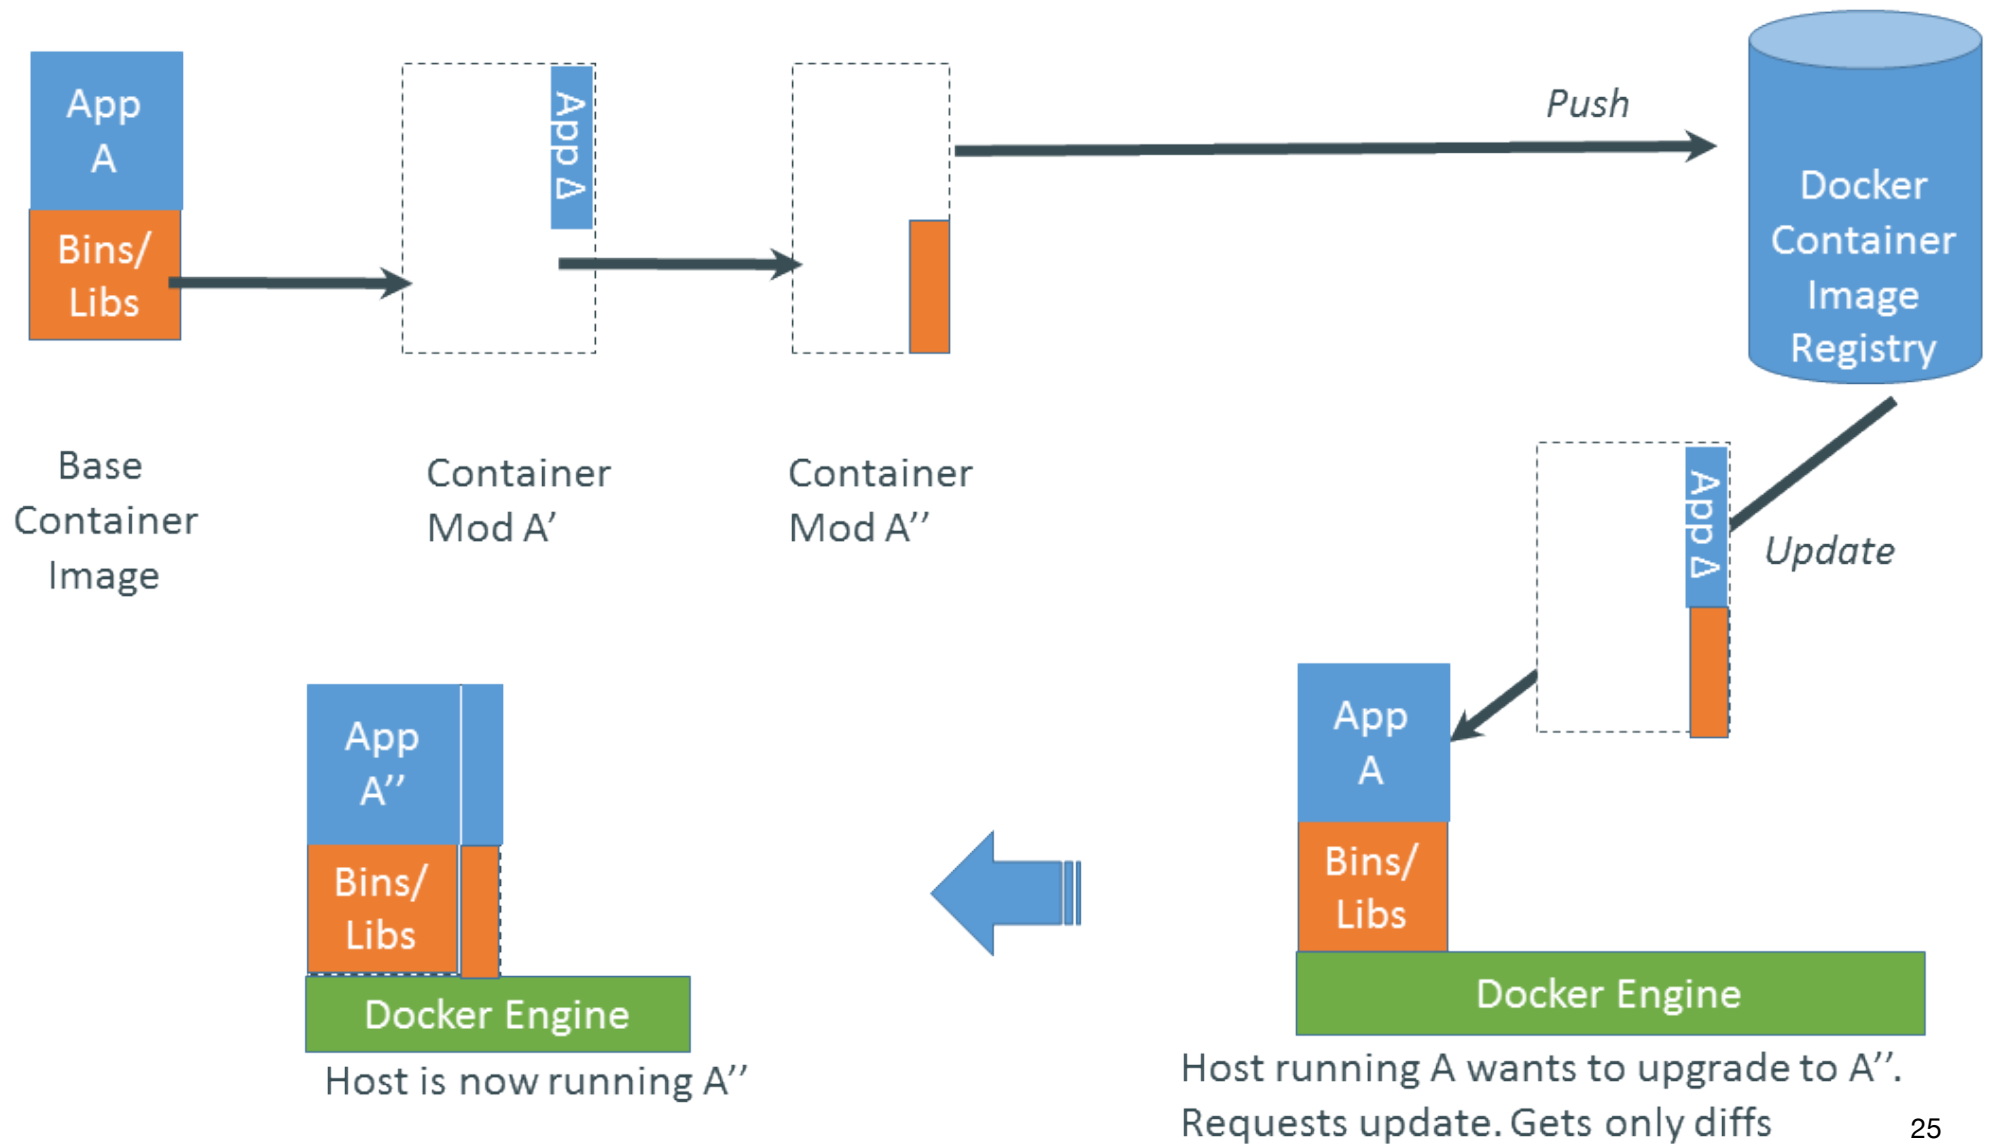 App
A
Bins/
Libs
App Δ
Push
Docker
Container
Image
Registry
Base
Container
Image
Container
Mod A′
Container
Mod A′′
App Δ
Update
App
A
Bins/
Libs
Docker Engine
Host running A wants to upgrade to A′′.
Requests update. Gets only diffs
App
A′′
Bins/
Libs
Docker Engine
Host is now running A′′
25